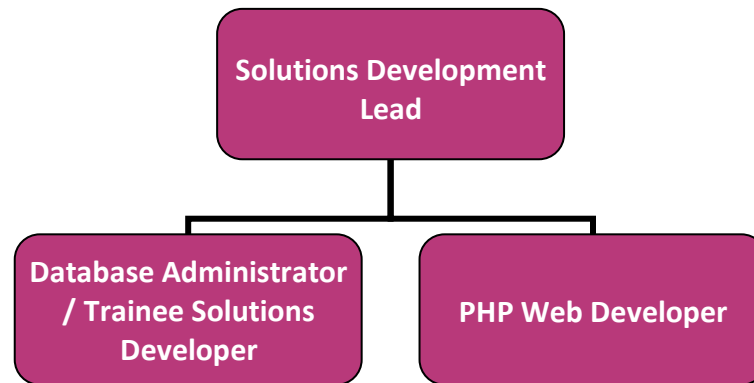 Solutions Development
Lead
Database Administrator
/ Trainee Solutions
Developer
PHP Web Developer